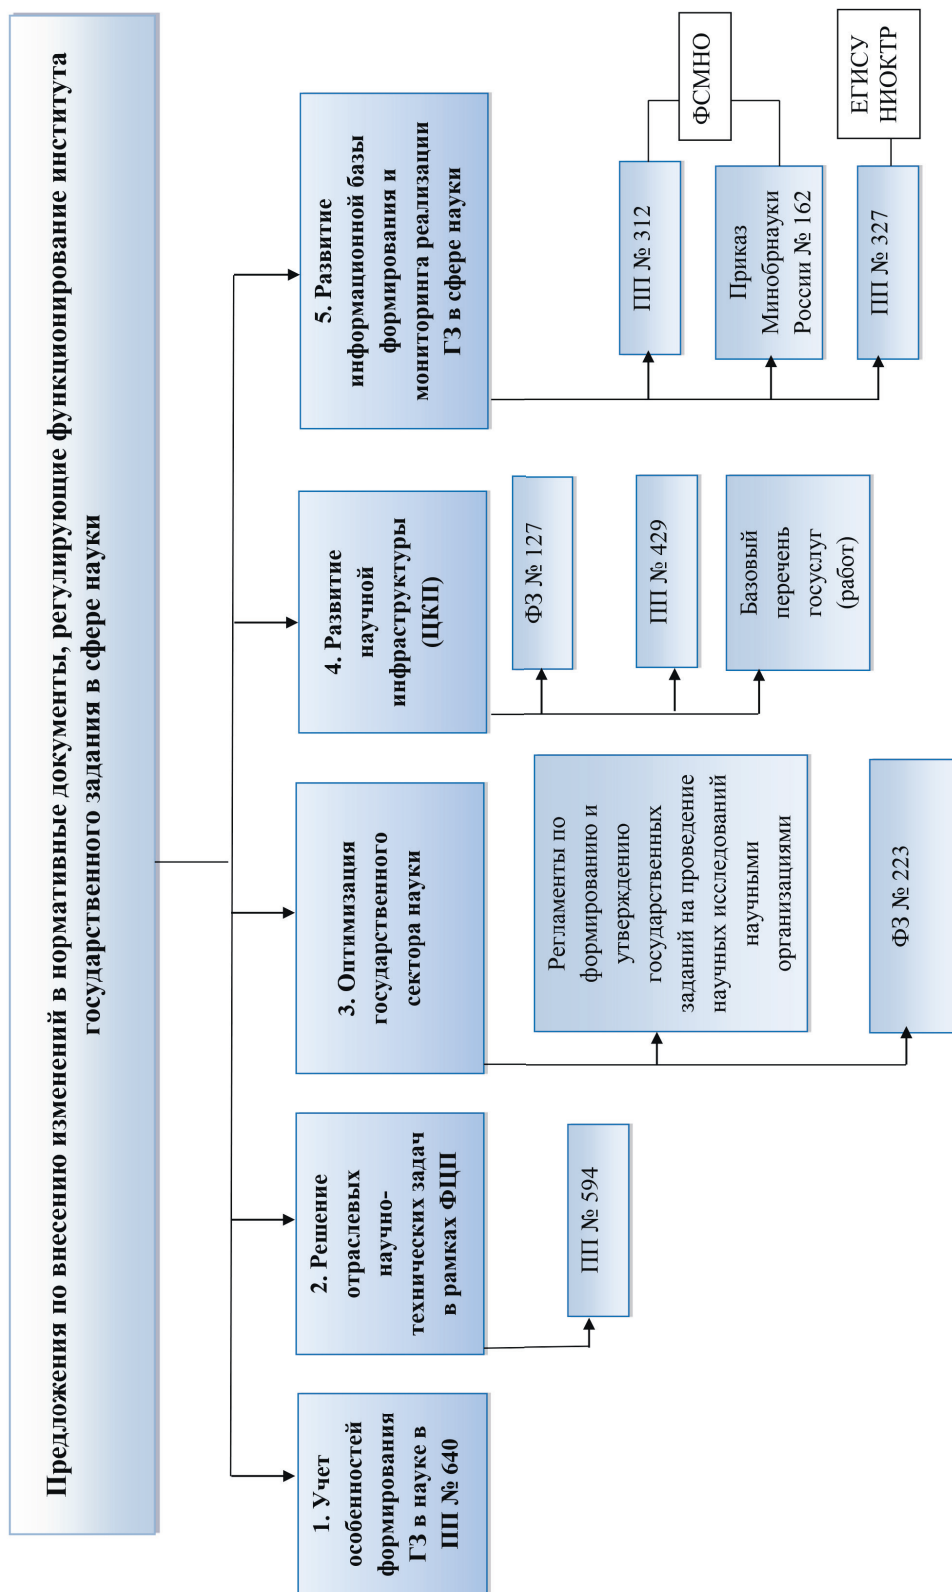 Предложения по внесению изменений в нормативные документы, регулирующие функционирование института
государственного задания в сфере науки
1. Учет
особенностей
формирования
ГЗ в науке в
ПП № 640
2. Решение
отраслевых
научно-
технических задач
в рамках ФЦП
ПП № 594
3. Оптимизация
государственного
сектора науки
Регламенты по
формированию и
утверждению
государственных
заданий на проведение
научных исследований
научными
организациями
ФЗ № 223
4. Развитие
научной
инфраструктуры
(ЦКП)
ФЗ № 127
ПП № 429
Базовый
перечень
госуслуг
(работ)
5. Развитие
информационной базы
формирования и
мониторинга реализации
ГЗ в сфере науки
ПП № 312
Приказ
Минобрнауки
России № 162
ПП № 327
ФСМНО
ЕГИСУ
НИОКТР